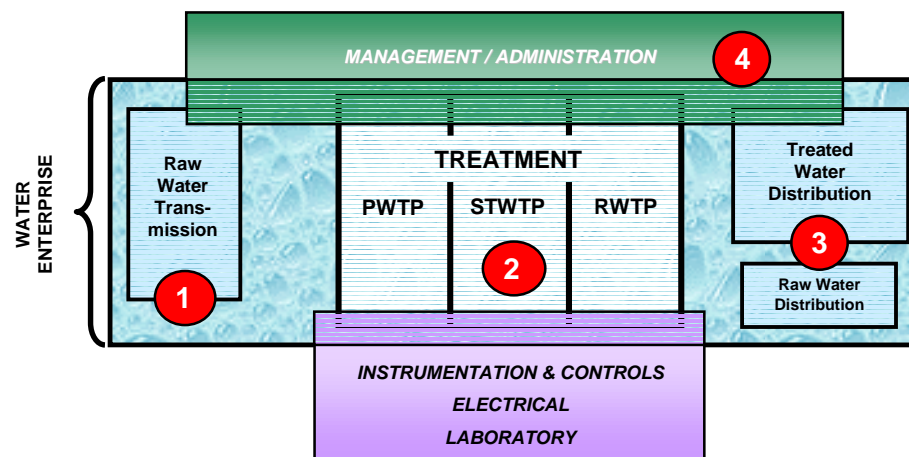 MANAGEMENT / ADMINISTRATION
4
WATER
ENTERPRISE
Raw
Water
Trans-
mission
1
TREATMENT
PWTP
STWTP
RWTP
2
Treated
Water
Distribution
3
Raw Water
Distribution
INSTRUMENTATION & CONTROLS
ELECTRICAL
LABORATORY